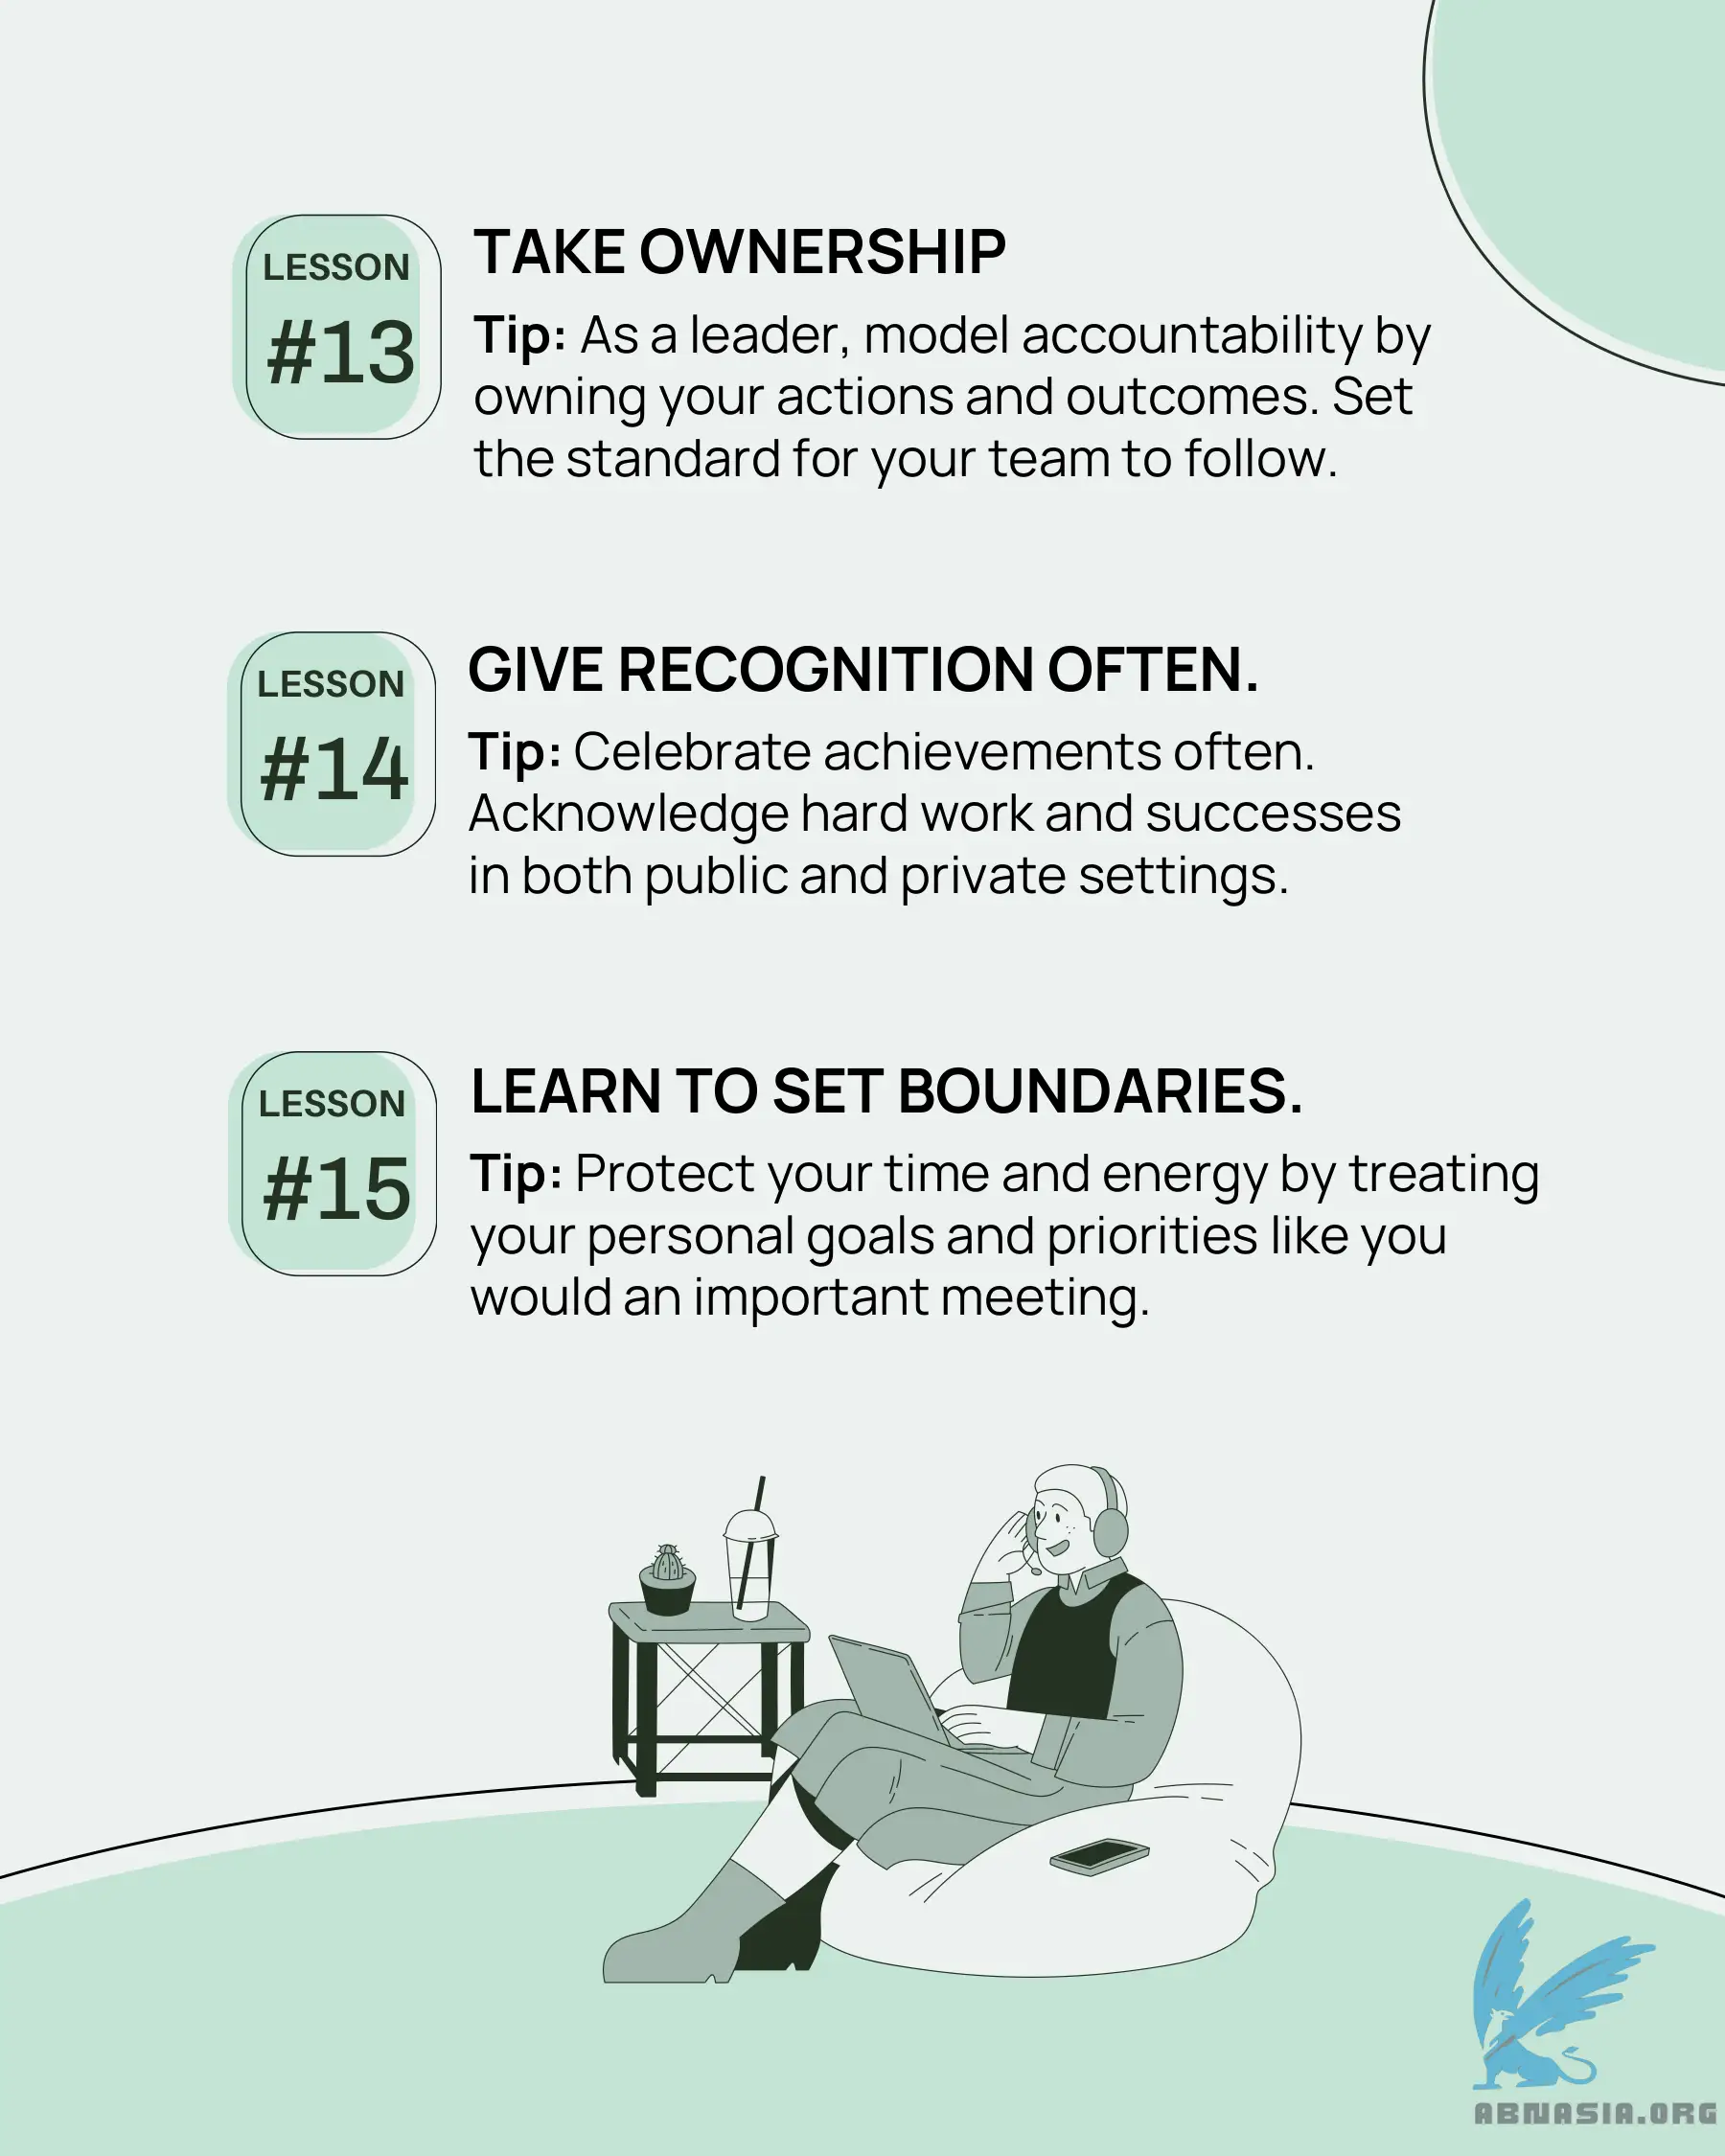 LESSON
#13
TAKE OWNERSHIP
Tip: As a leader, model accountability by
owning your actions and outcomes. Set
the standard for your team to follow.
LESSON
#14
GIVE RECOGNITION OFTEN.
Tip: Celebrate achievements often.
Acknowledge hard work and successes
in both public and private settings.
LESSON
#15
LEARN TO SET BOUNDARIES.
Tip: Protect your time and energy by treating
your personal goals and priorities like you
would an important meeting.
ABNASIA.ORG